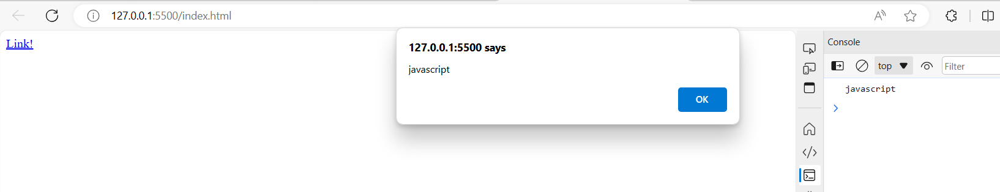 127.0.0.1:5500/index.html
Link!
127.0.0.1:5500 says
javascript
OK
Console
top
Filter
javascript